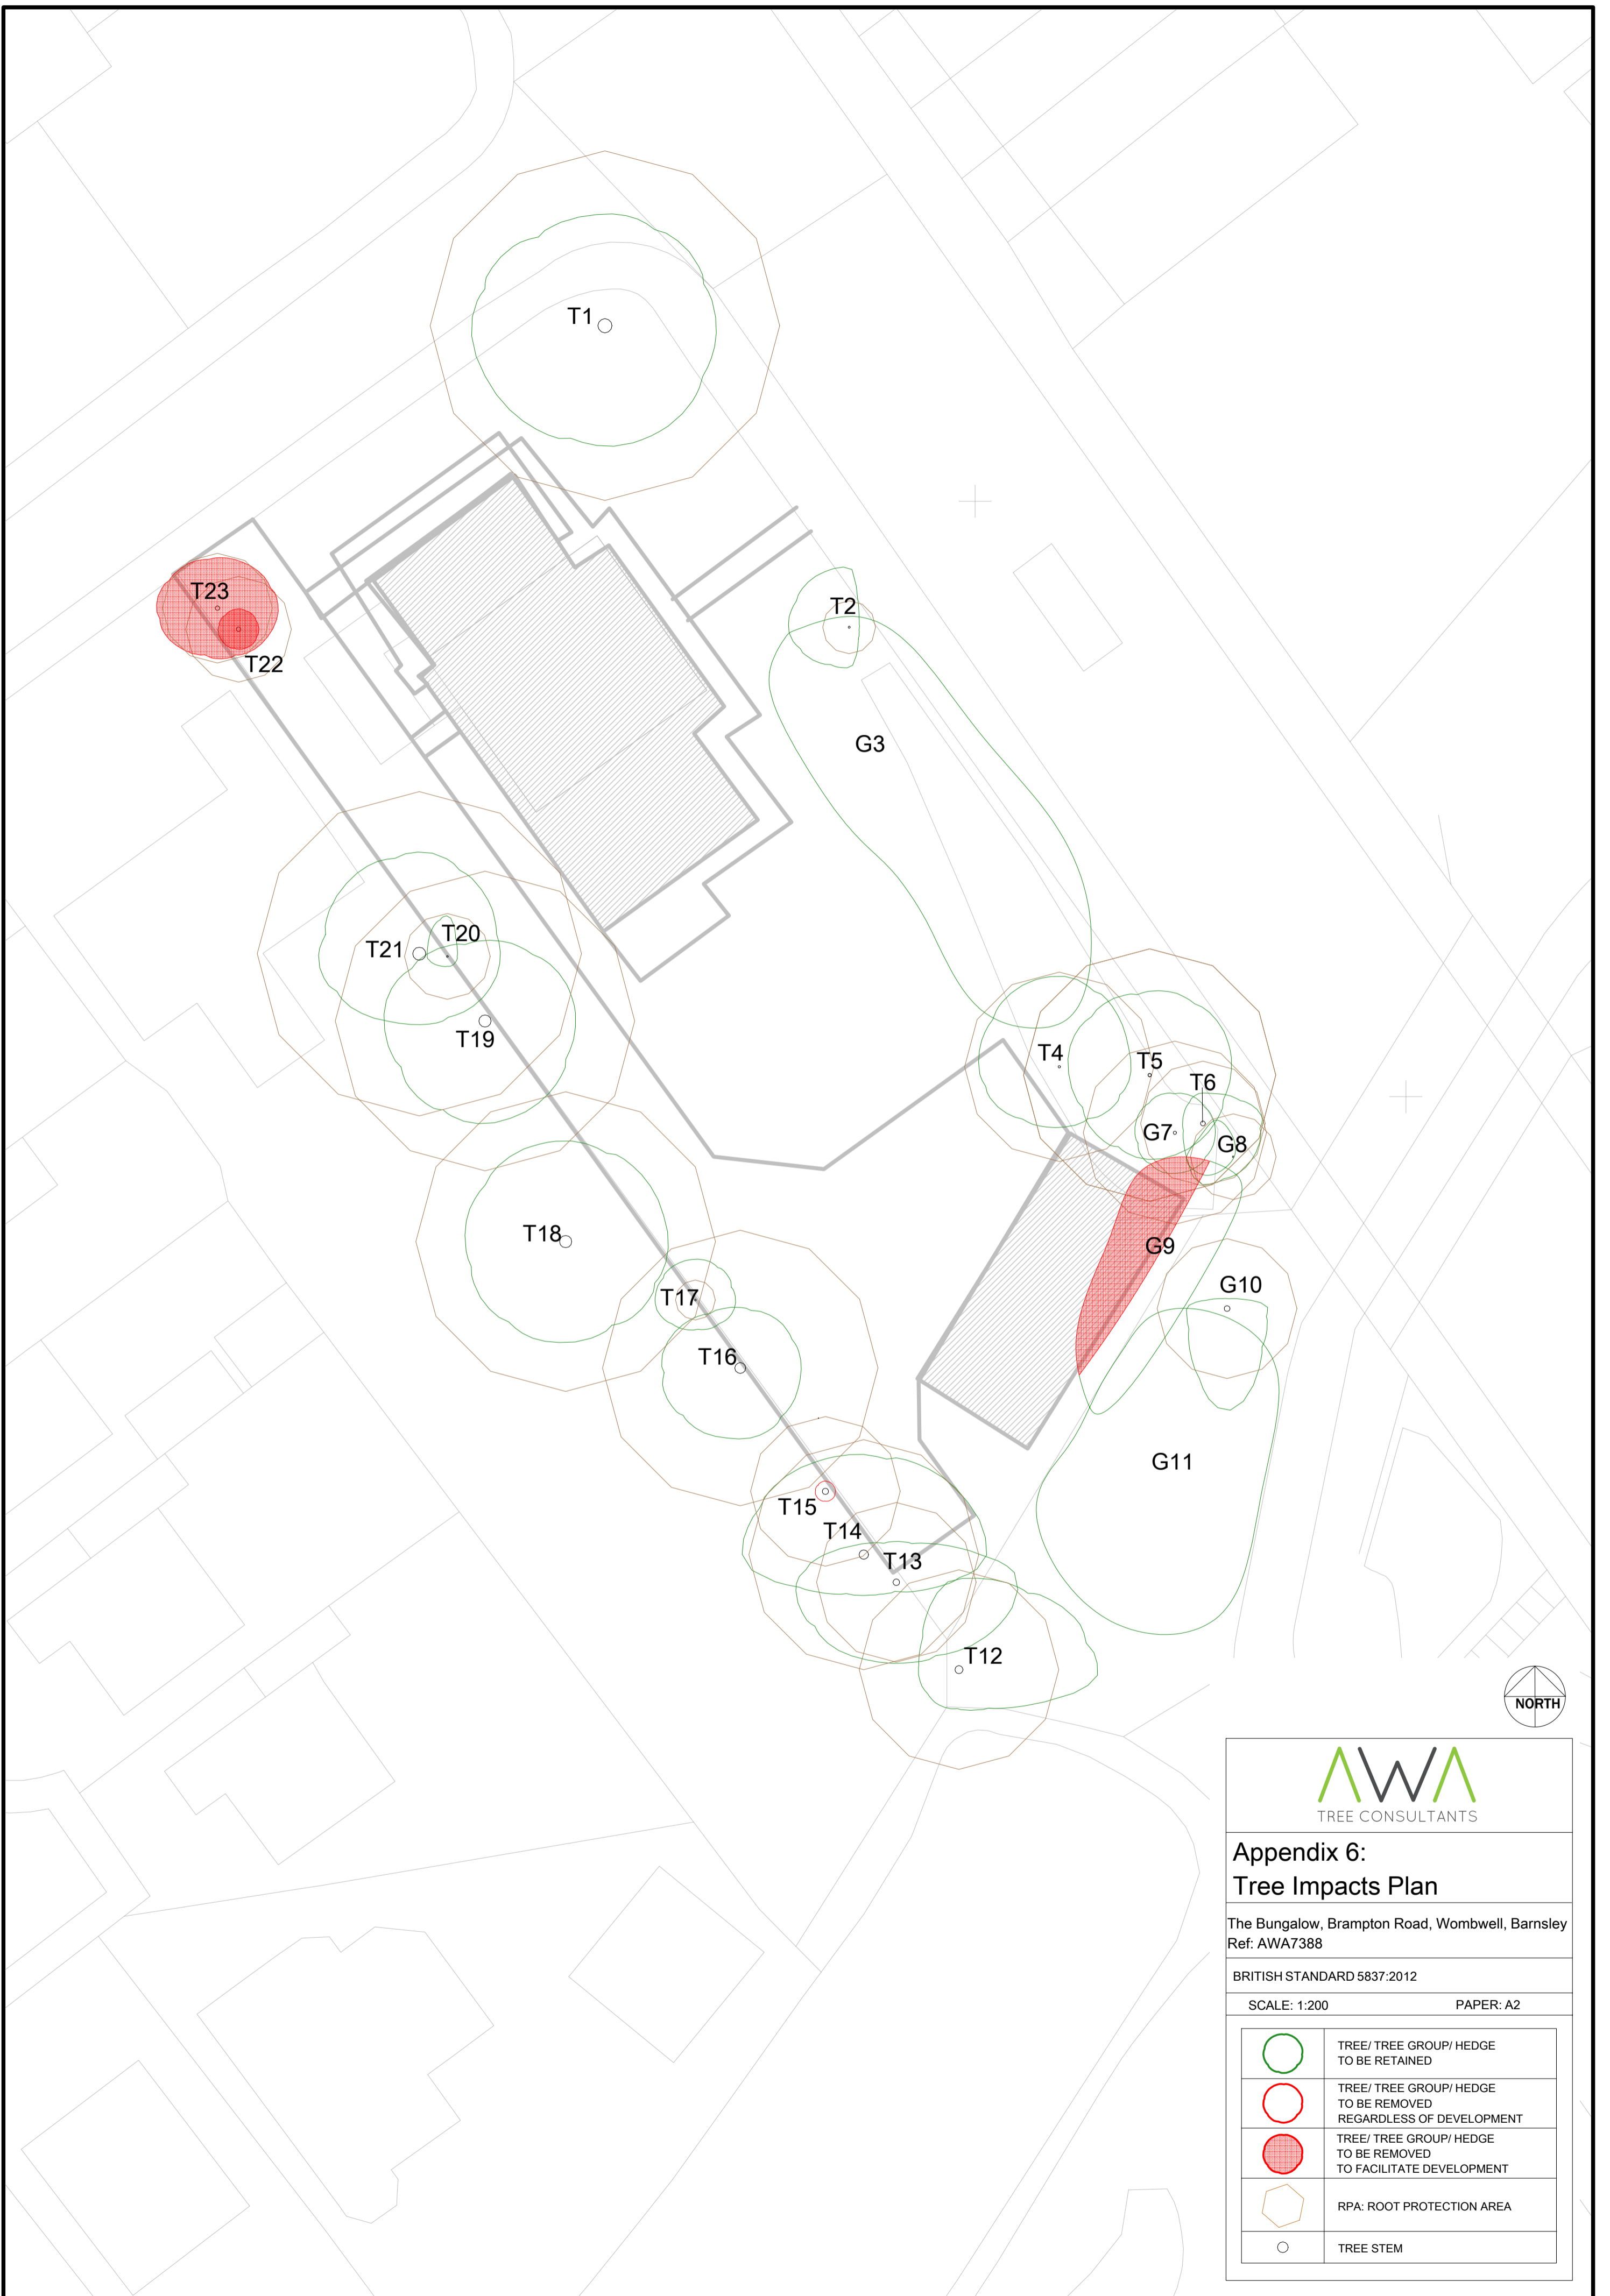 T1
T23
T2
T22
G3
T20
T21
T19
T4
T5
T6
G7
G8
T18
G9
G10
T17
T16
G11
T15
T14
T13
T12
NORTH
AWA
TREE CONSULTANTS
Appendix 6:
Tree Impacts Plan
The Bungalow, Brampton Road, Wombwell, Barnsley
Ref: AWA7388
BRITISH STANDARD 5837:2012
SCALE: 1:200 PAPER: A2
TREE/ TREE GROUP/ HEDGE
TO BE RETAINED
TREE/ TREE GROUP/ HEDGE
TO BE REMOVED
REGARDLESS OF DEVELOPMENT
TREE/ TREE GROUP/ HEDGE
TO BE REMOVED
TO FACILITATE DEVELOPMENT
RPA: ROOT PROTECTION AREA
TREE STEM